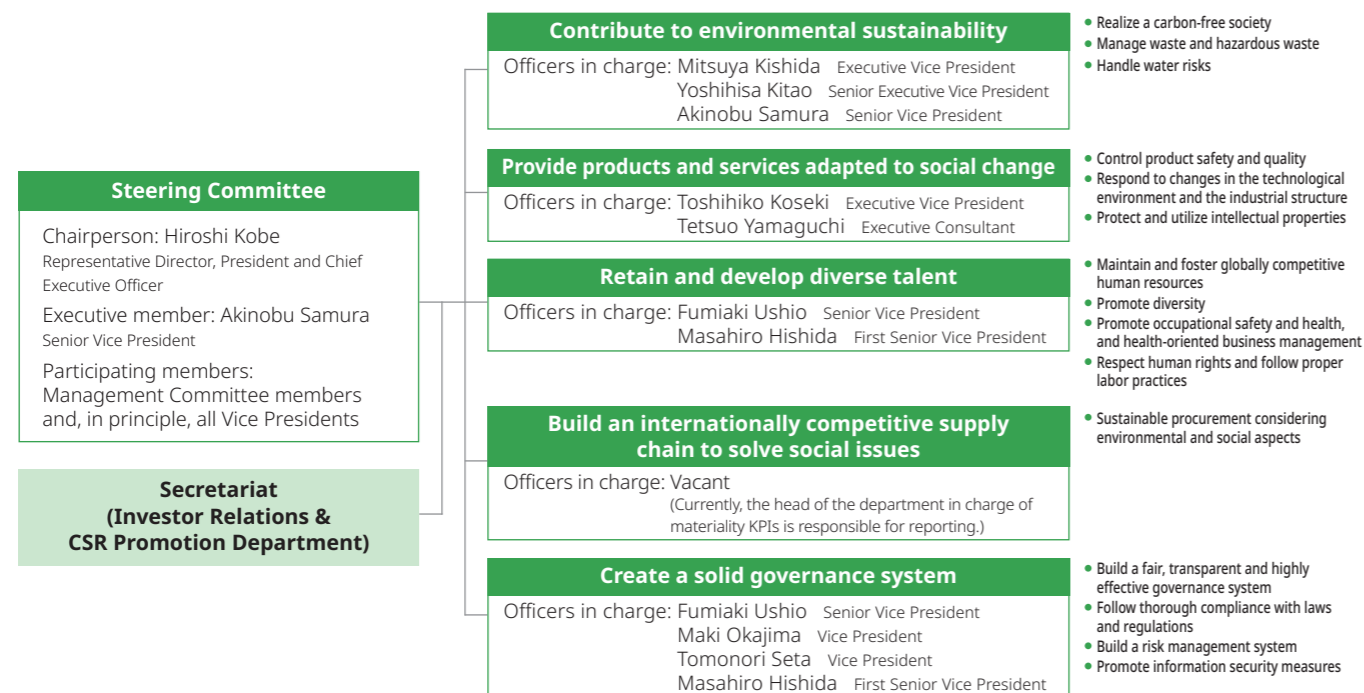 Steering Committee
Chairperson: Hiroshi Kobe
Representative Director, President and Chief
Executive Officer
Executive member: Akinobu Samura
Senior Vice President
Participating members:
Management Committee members
and, in principle, all Vice Presidents
Secretariat
(Investor Relations &
CSR Promotion Department)
Contribute to environmental sustainability
Officers in charge: Mitsuya Kishida Executive Vice President
Yoshihisa Kitao Senior Executive Vice President
Akinobu Samura Senior Vice President
• Realize a carbon-free society
• Manage waste and hazardous waste
• Handle water risks
Provide products and services adapted to social change
Officers in charge: Toshihiko Koseki Executive Vice President
Tetsuo Yamaguchi Executive Consultant
• Control product safety and quality
• Respond to changes in the technological
environment and the industrial structure
• Protect and utilize intellectual properties
Retain and develop diverse talent
Officers in charge: Fumiaki Ushio Senior Vice President
Masahiro Hishida First Senior Vice President
• Maintain and foster globally competitive
human resources
• Promote diversity
• Promote occupational safety and health,
and health-oriented business management
• Respect human rights and follow proper
labor practices
Build an internationally competitive supply
chain to solve social issues
Officers in charge: Vacant
(Currently, the head of the department in charge of
materiality KPIs is responsible for reporting.)
• Sustainable procurement considering
environmental and social aspects
Create a solid governance system
Officers in charge: Fumiaki Ushio Senior Vice President
Maki Okajima Vice President
Tomonori Seta Vice President
Masahiro Hishida First Senior Vice President
• Build a fair, transparent and highly
effective governance system
• Follow thorough compliance with laws
and regulations
• Build a risk management system
• Promote information security measures